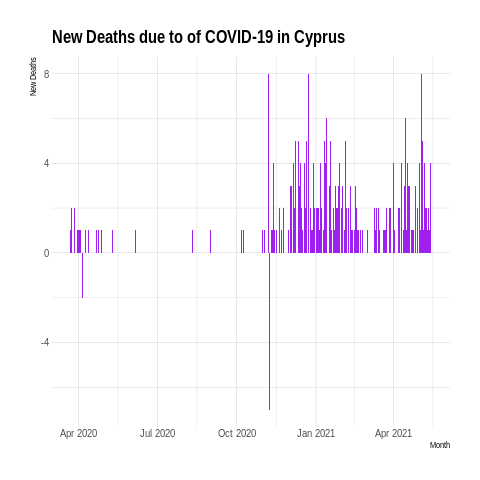 New Deaths due to of COVID-19 in Cyprus
New Deaths
8
4
0
-4
Apr 2020 Jul 2020 Oct 2020 Jan 2021 Apr 2021
Month